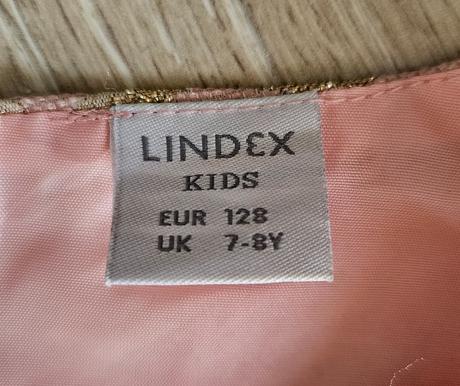 LINDEX
KIDS
EUR 128
UK 7-8Y